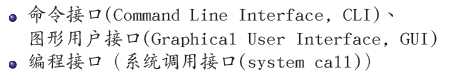 命令接口(Command Line Interface, CLI)、
图形用户接口(Graphical User Interface, GUI)
编程接口 (系统调用接口(system call))